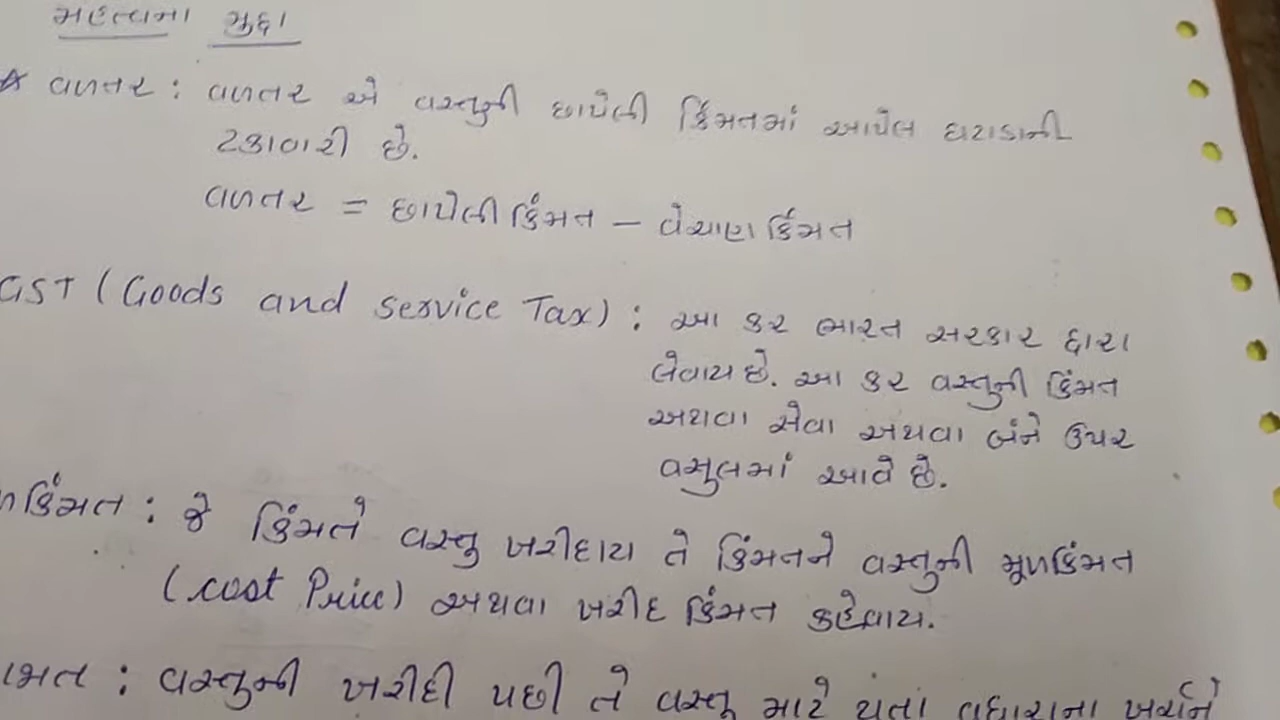 મહત્વના મુદ્દા
* વળતર : વળતર એ વસ્તુની છાપેલી કિંમતમાં આપેલ ઘટાડાની
ટકાવારી છે.
વળતર = છાપેલી કિંમત – વેચાણ કિંમત
GST (Goods and Service Tax) : આ કર ભારત સરકાર દ્વારા
લેવાય છે. આ કર વસ્તુની કિંમત
અથવા સેવા અથવા બંને ઉપર
વસુલમાં આવે છે.
ળકિંમત : જે કિંમતે વસ્તુ ખરીદાય તે કિંમતને વસ્તુની મૂળકિંમત
(cost Price) અથવા ખરીદ કિંમત કહેવાય.
: વસ્તુની ખરીદી પછી તે વસ્તુ માટે થતા વધારાના ખર્ચને